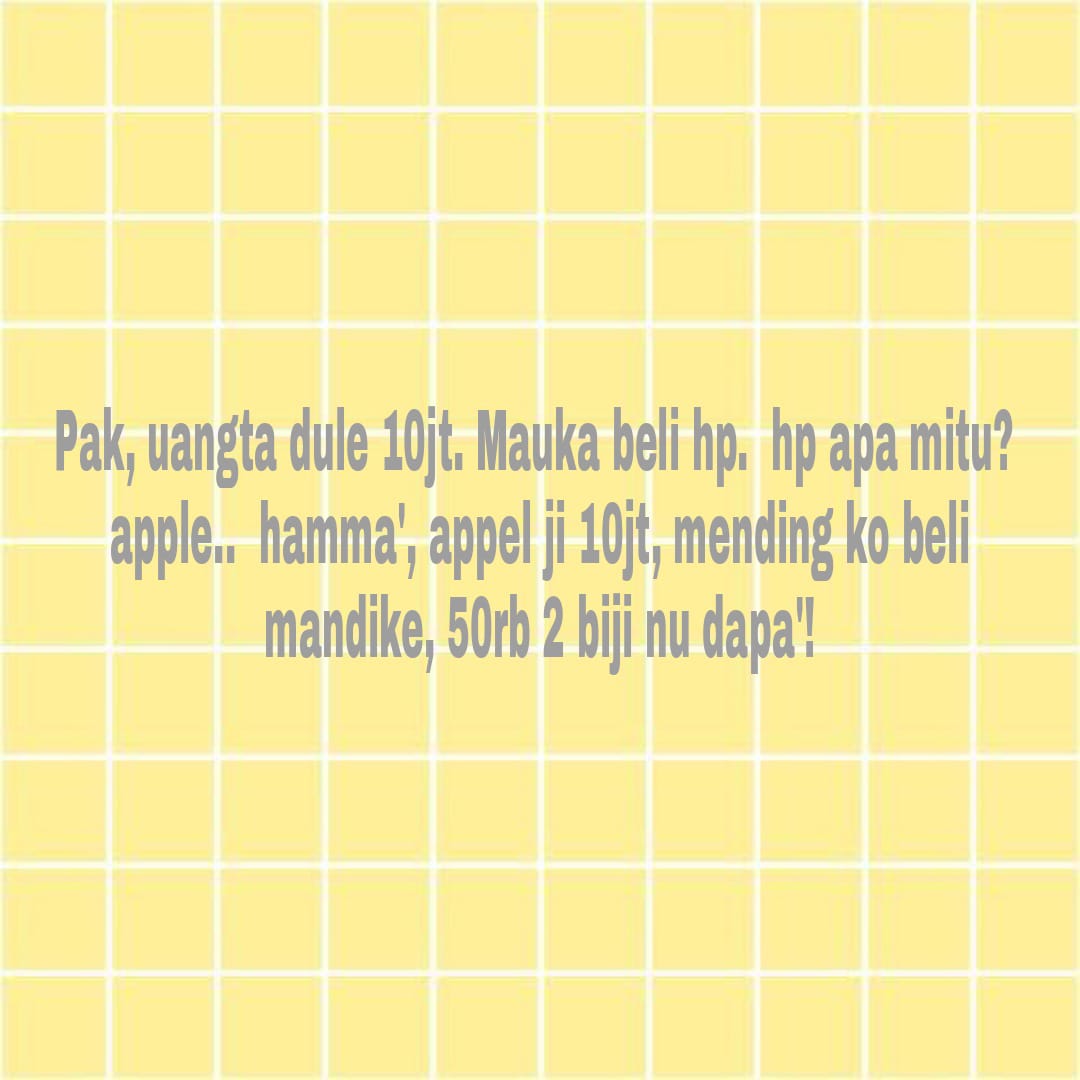 Pak, uangta dule 10jt. Mauka beli hp.  hp apa mitu?
apple..  hamma', appel ji 10jt, mending ko beli
mandike, 50rb 2 biji nu dapa'!